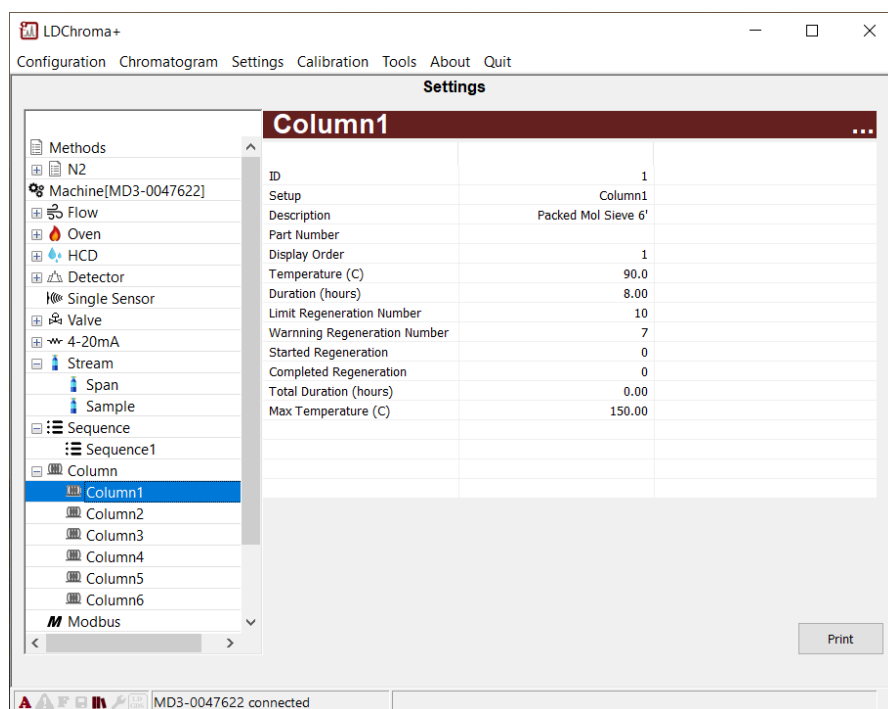 LDChroma+
Configuration Chromatogram Settings Calibration Tools About Quit
Settings
Methods
N2
Machine[MD3-0047622]
Flow
Oven
HCD
Detector
Single Sensor
Valve
4-20mA
Stream
Span
Sample
Sequence
Sequence1
Column
Column1
Column2
Column3
Column4
Column5
Column6
Modbus
Column1 ...
ID 1
Setup Column1
Description Packed Mol Sieve 6'
Part Number
Display Order 1
Temperature (C) 90.0
Duration (hours) 8.00
Limit Regeneration Number 10
Warnning Regeneration Number 7
Started Regeneration 0
Completed Regeneration 0
Total Duration (hours) 0.00
Max Temperature (C) 150.00
Print
MD3-0047622 connected